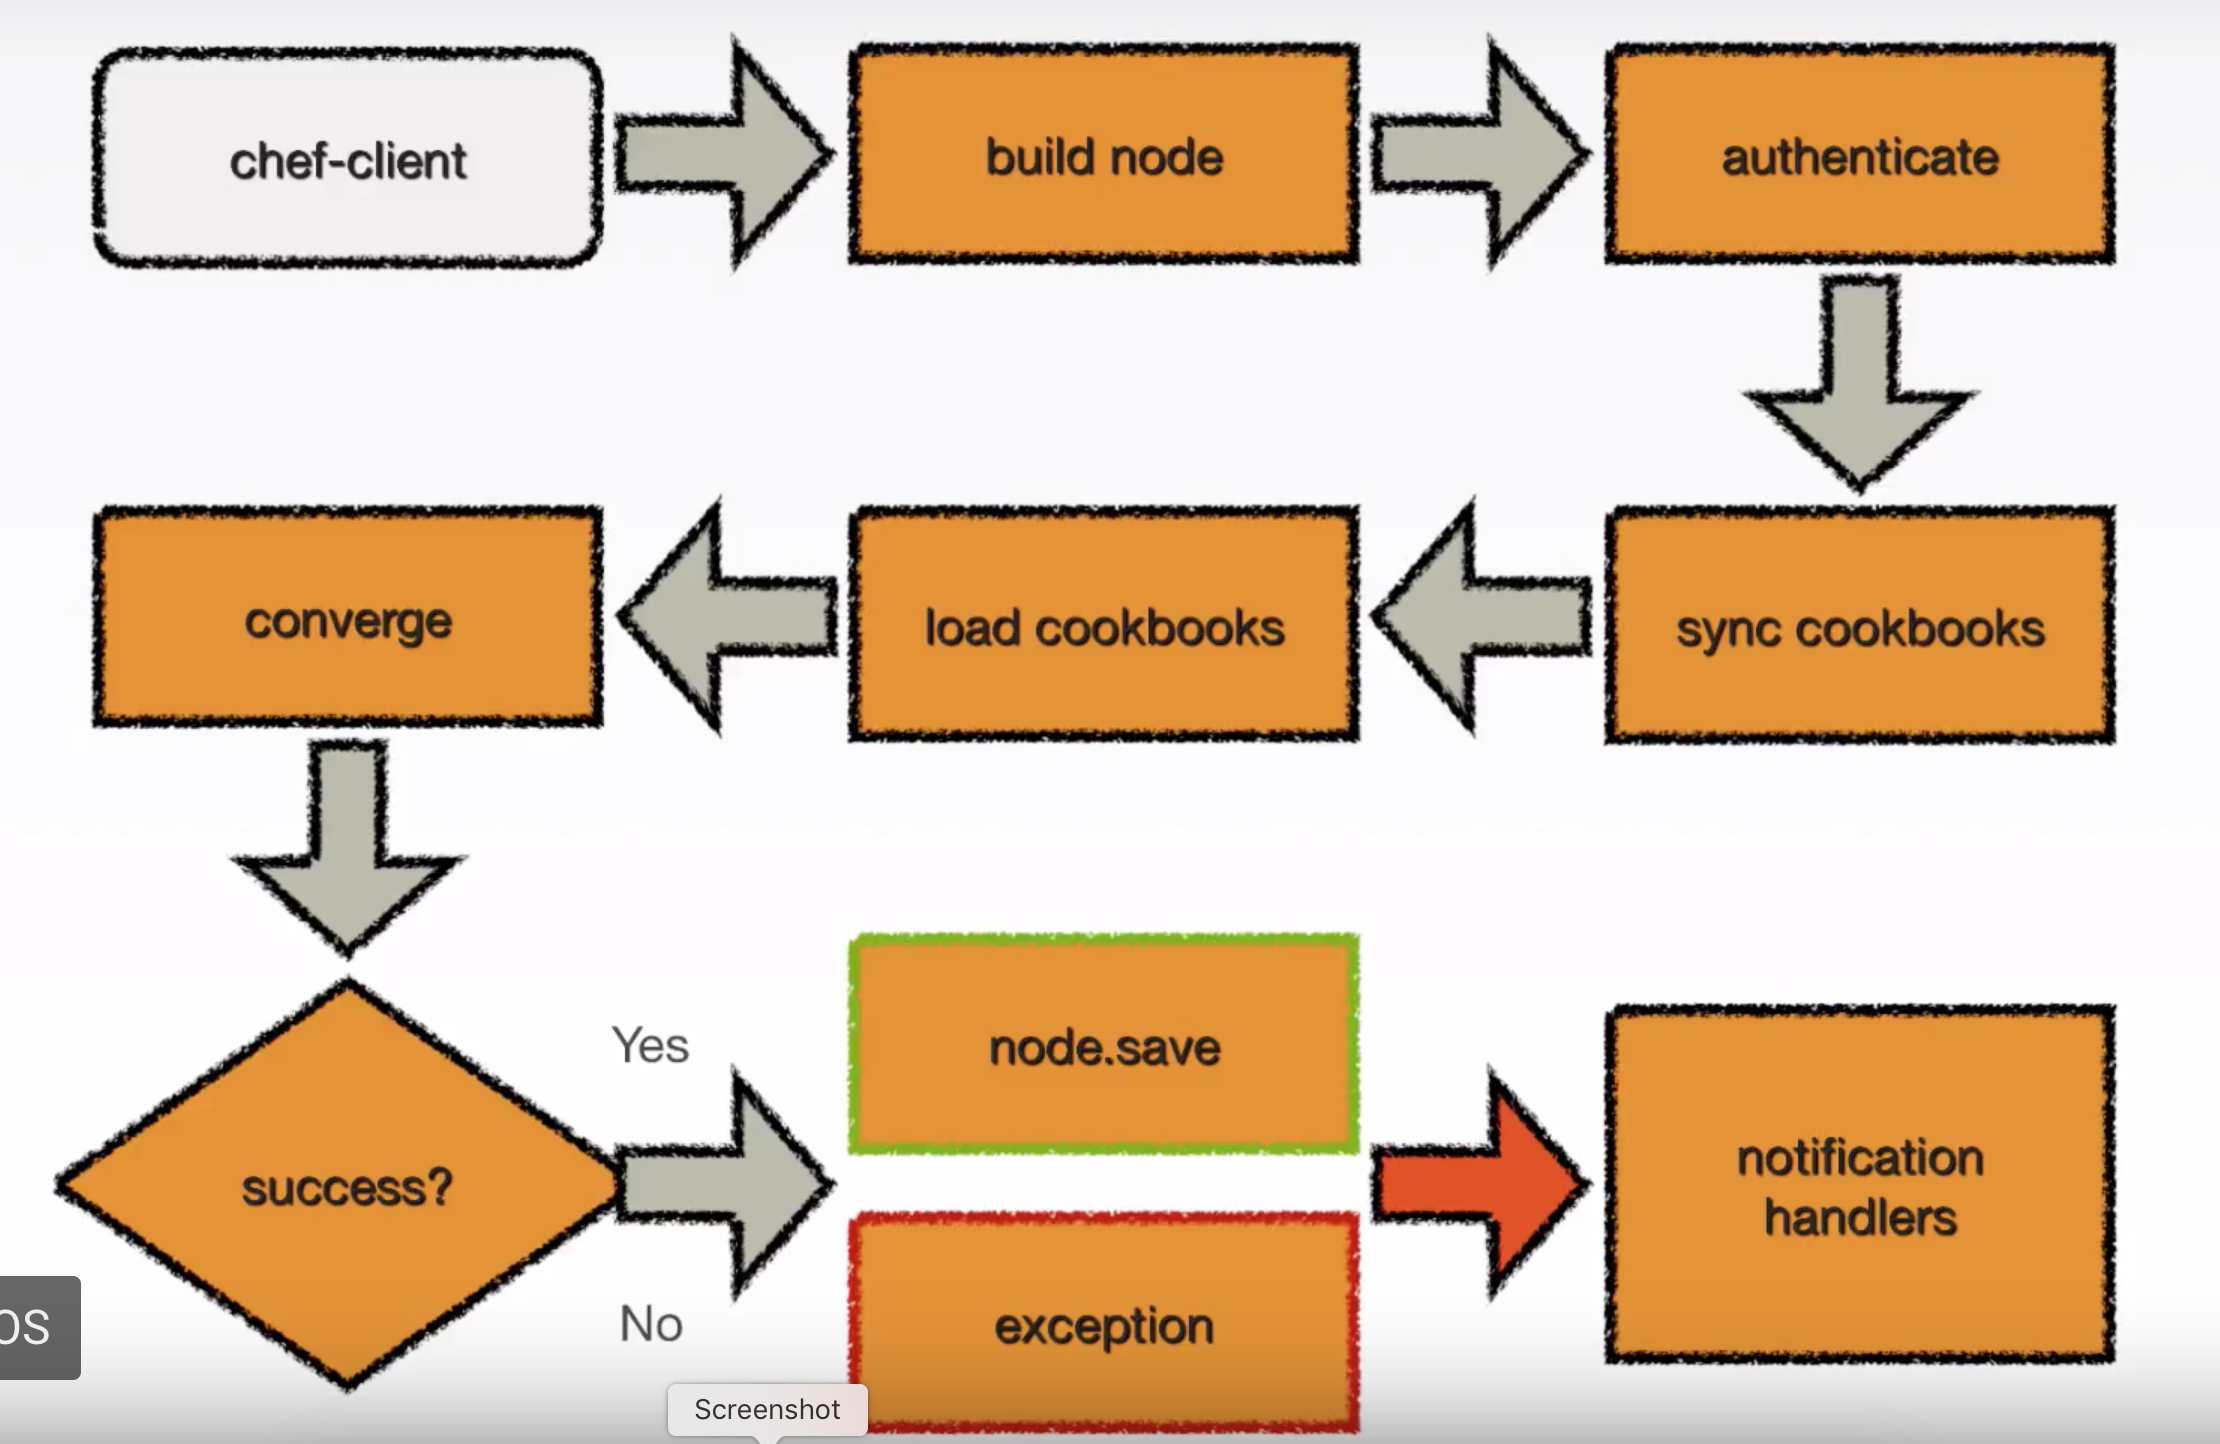 chef-client
build node
authenticate
converge
load cookbooks
sync cookbooks
Yes
node.save
success?
notification
handlers
No
exception
OS
Screenshot